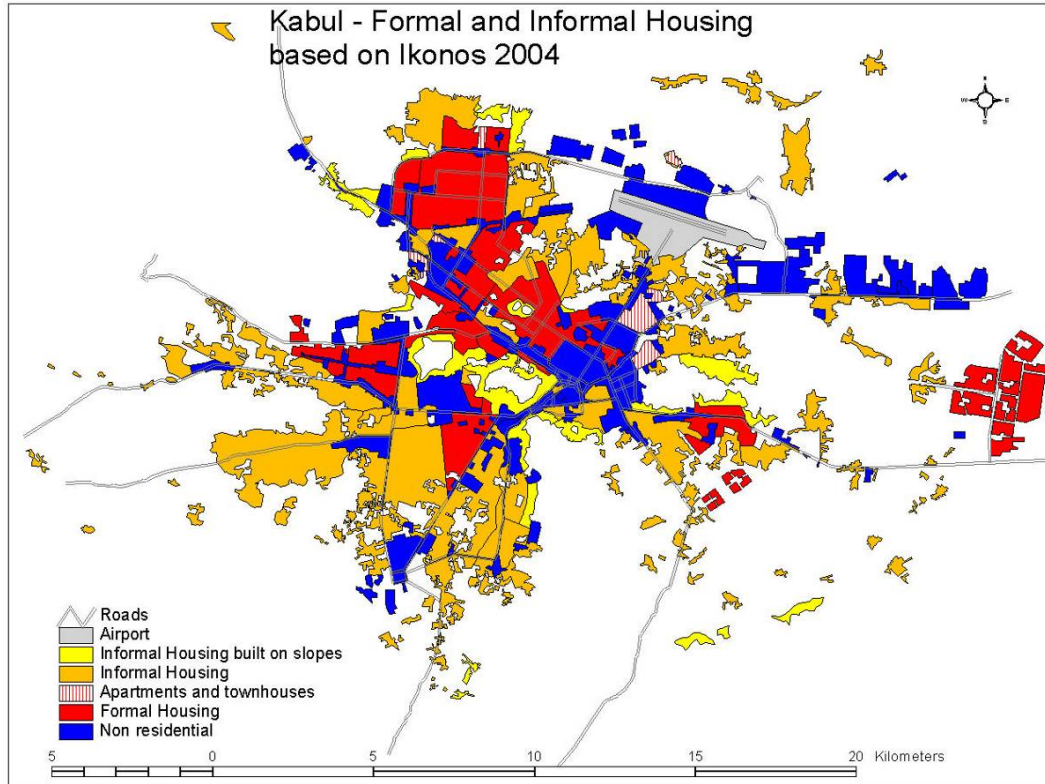 Kabul - Formal and Informal Housing
based on Ikonos 2004
N
W E
S
Roads
Airport
Informal Housing built on slopes
Informal Housing
Apartments and townhouses
Formal Housing
Non residential
5 0 5 10 15 20 Kilometers